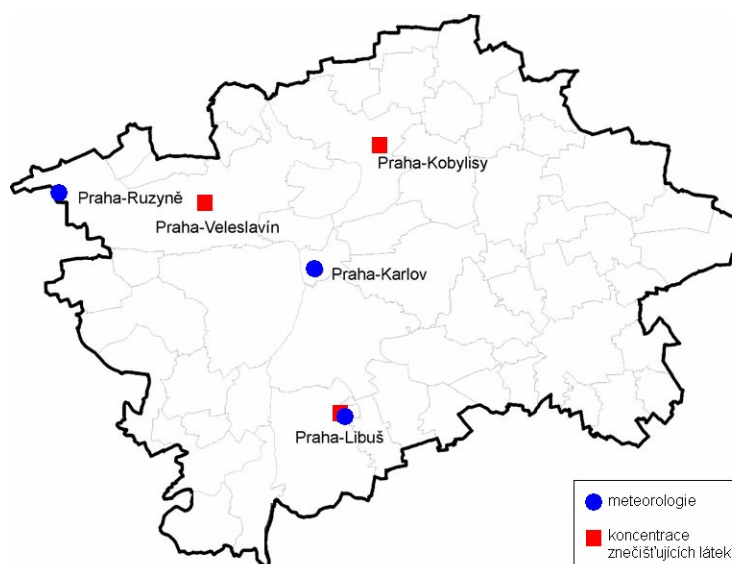 Praha-Kobylisy
Praha-Ruzyně
Praha-Veleslavín
Praha-Karlov
Praha-Libuš
meteorologie
koncentrace
znečišťujících látek